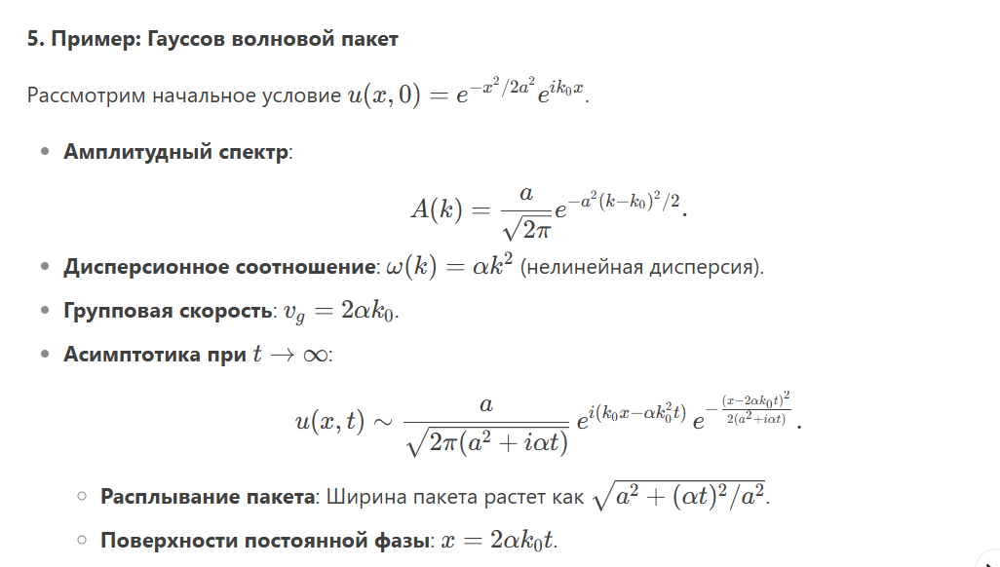 5. Пример: Гауссов волновой пакет
Рассмотрим начальное условие $u(x,0) = e^{-x^2/2a^2} e^{ik_0x}$.
• Амплитудный спектр:
$A(k) = \frac{a}{\sqrt{2\pi}} e^{-a^2(k-k_0)^2/2}.$
• Дисперсионное соотношение: $\omega(k) = \alpha k^2$ (нелинейная дисперсия).
• Групповая скорость: $v_g = 2\alpha k_0$.
• Асимптотика при $t \to \infty$:
$u(x,t) \sim \frac{a}{\sqrt{2\pi(a^2 + i\alpha t)}} e^{i(k_0x - \alpha k_0^2 t)} e^{-\frac{(x-2\alpha k_0 t)^2}{2(a^2+i\alpha t)}}.$
○ Расплывание пакета: Ширина пакета растет как $\sqrt{a^2 + (\alpha t)^2/a^2}$.
○ Поверхности постоянной фазы: $x = 2\alpha k_0 t$.